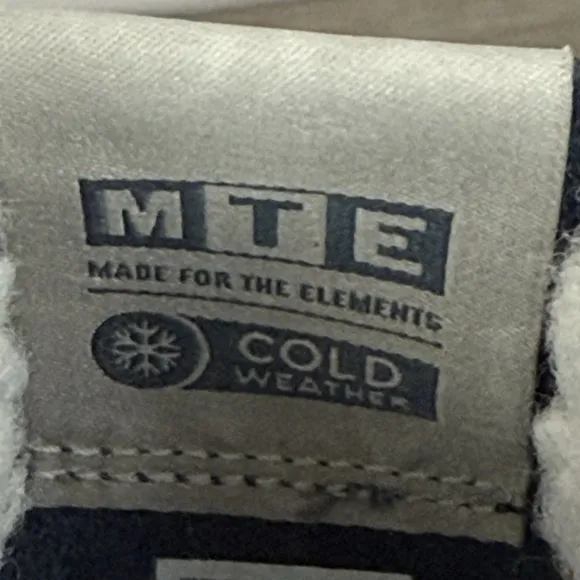 MTE
MADE FOR THE ELEMENTS
COLD
WEATHER